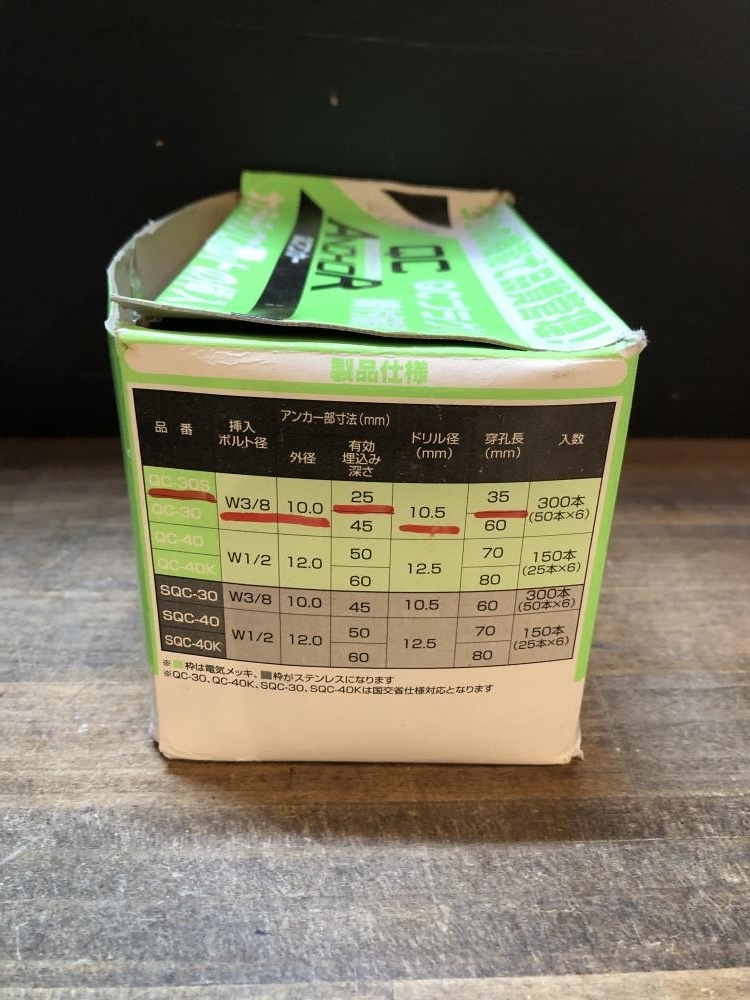 QC
ANCHOR
製品仕様
品番 挿入ボルト径 アンカー部寸法(mm) ドリル径(mm) 穿孔長(mm) 入数
外径 有効埋込み深さ
QC-30S W3/8 10.0 25 10.5 35 300本(50本×6)
QC-30 45 60
QC-40 W1/2 12.0 50 12.5 70 150本(25本×6)
QC-40K 60 80
SQC-30 W3/8 10.0 45 10.5 60 300本(50本×6)
SQC-40 W1/2 12.0 50 12.5 70 150本(25本×6)
SQC-40K 60 80
※■枠は電気メッキ、■枠がステンレスになります
※QC-30、QC-40K、SQC-30、SQC-40Kは国交省仕様対応となります